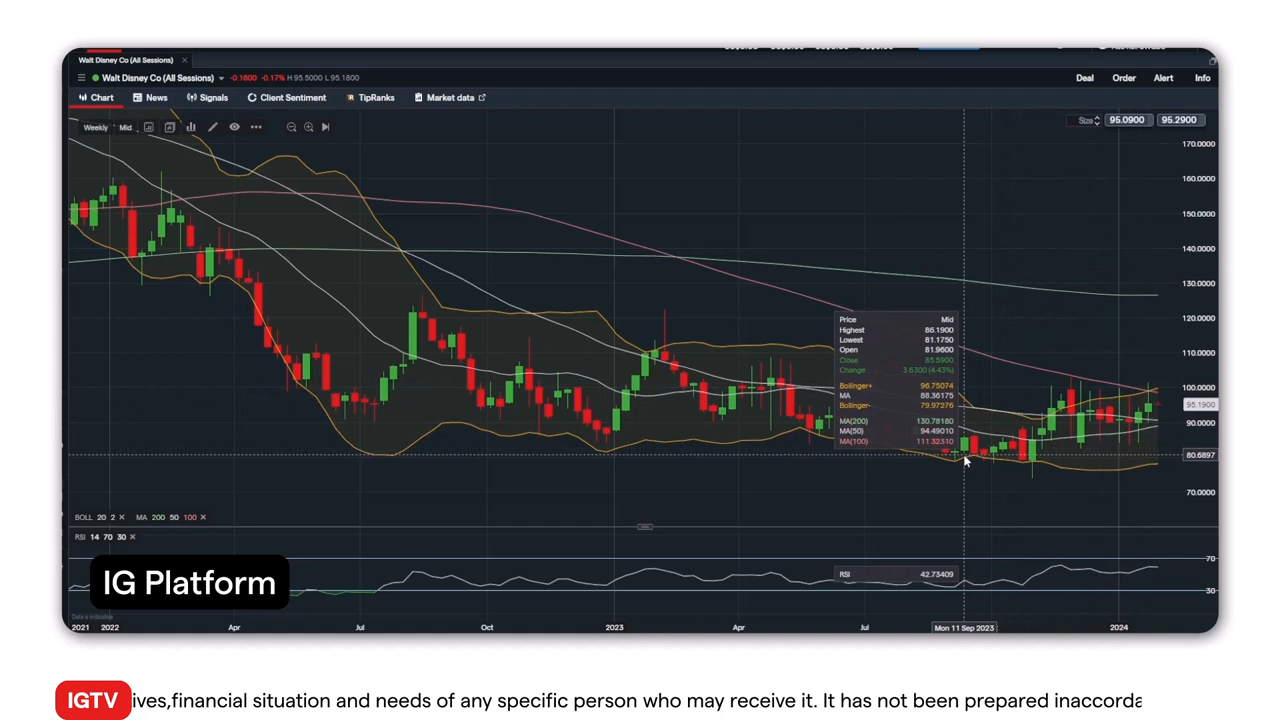 Walt Disney Co (All Sessions)
Walt Disney Co (All Sessions) -0.1600 -0.17% H 95.5000 L 95.1800
Deal Order Alert Info
Chart News Signals Client Sentiment TipRanks Market data
Weekly Mid
Size 95.0900 95.2900
170.0000
160.0000
150.0000
140.0000
130.0000
120.0000
110.0000
100.0000
95.1900
90.0000
80.6897
70.0000
Price Mid
Highest 86.1900
Lowest 81.1750
Open 81.9600
Close 85.5900
Change 3.6300 (4.43%)
Bollinger+ 96.75074
MA 88.36175
Bollinger- 79.97276
MA(200) 130.78180
MA(50) 94.49010
MA(100) 111.32310
BOLL 20 2 MA 200 50 100
RSI 14 70 30
70
RSI 42.73409
30
IG Platform
Data is indicative
2021 2022 Apr Jul Oct 2023 Apr Jul Mon 11 Sep 2023 2024
IGTV ives,financial situation and needs of any specific person who may receive it. It has not been prepared inaccorda